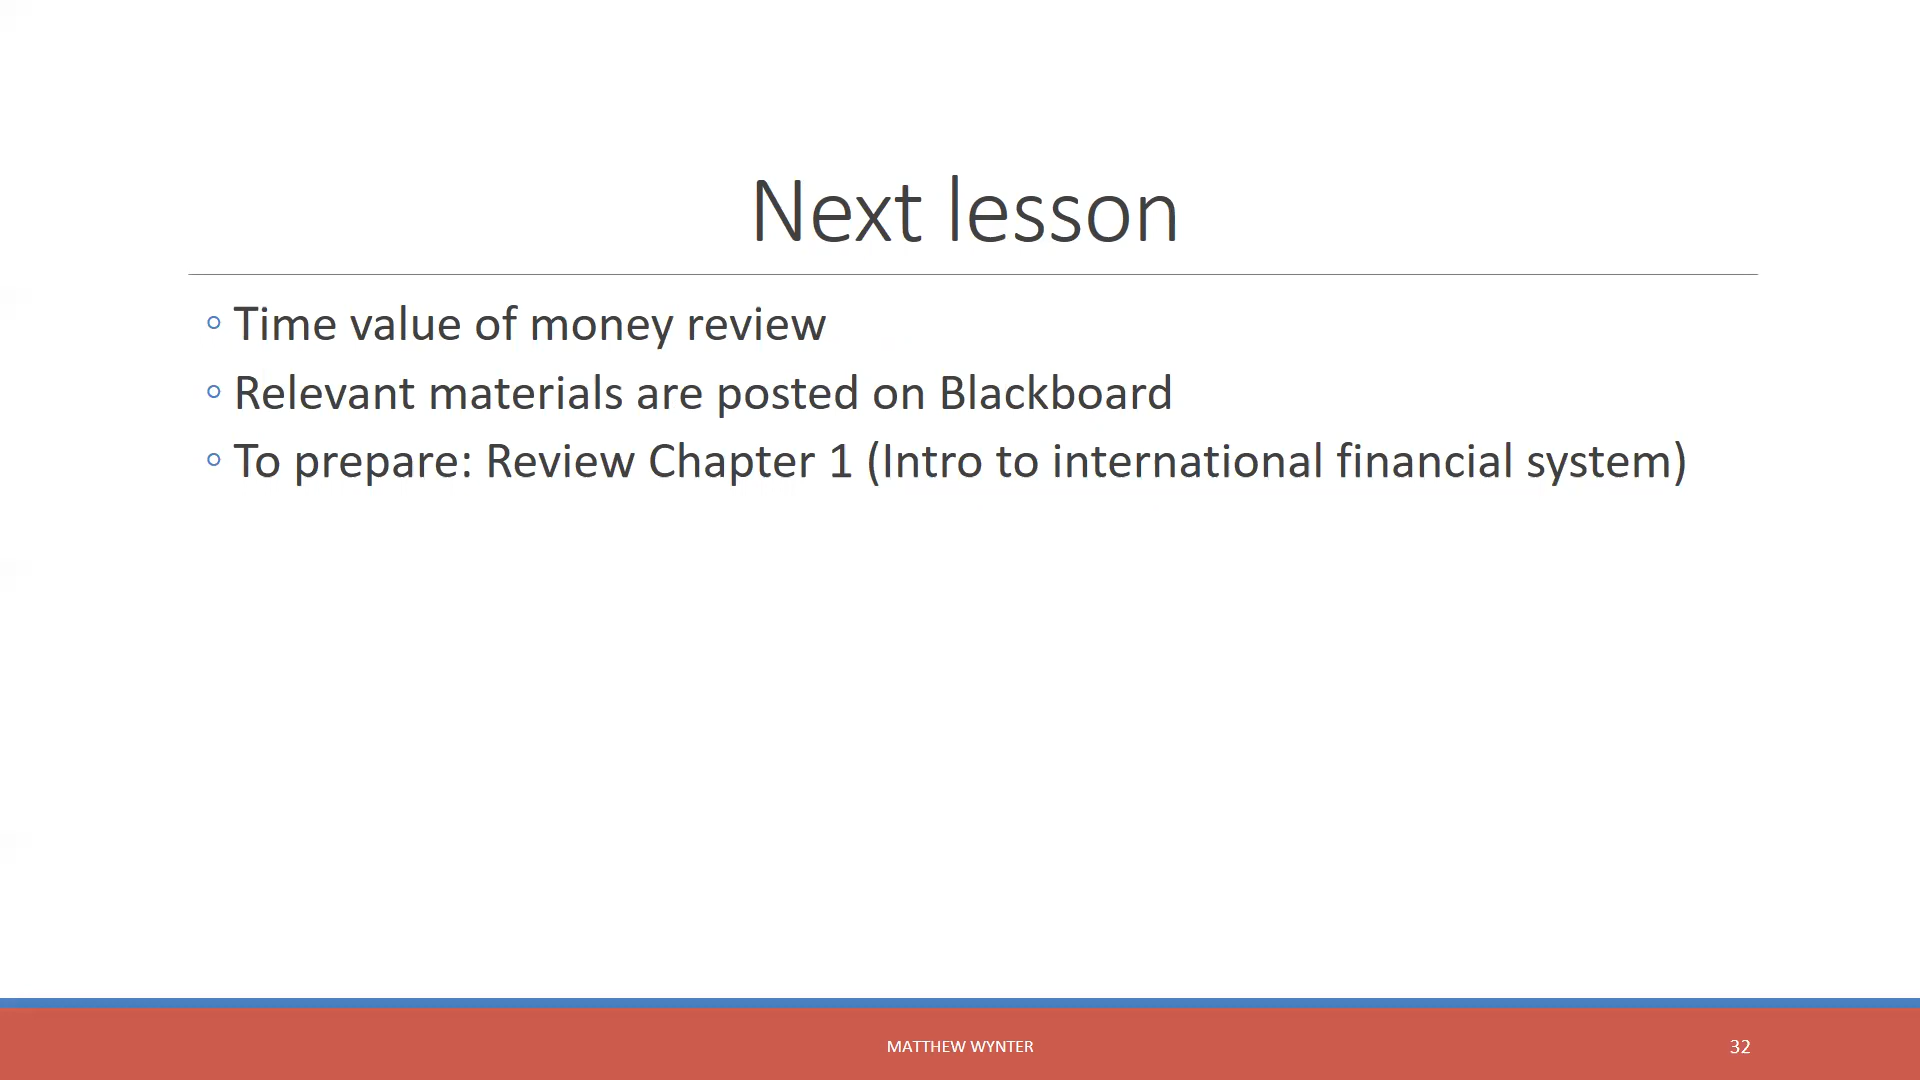 Next lesson
◦ Time value of money review
◦ Relevant materials are posted on Blackboard
◦ To prepare: Review Chapter 1 (Intro to international financial system)
MATTHEW WYNTER
32